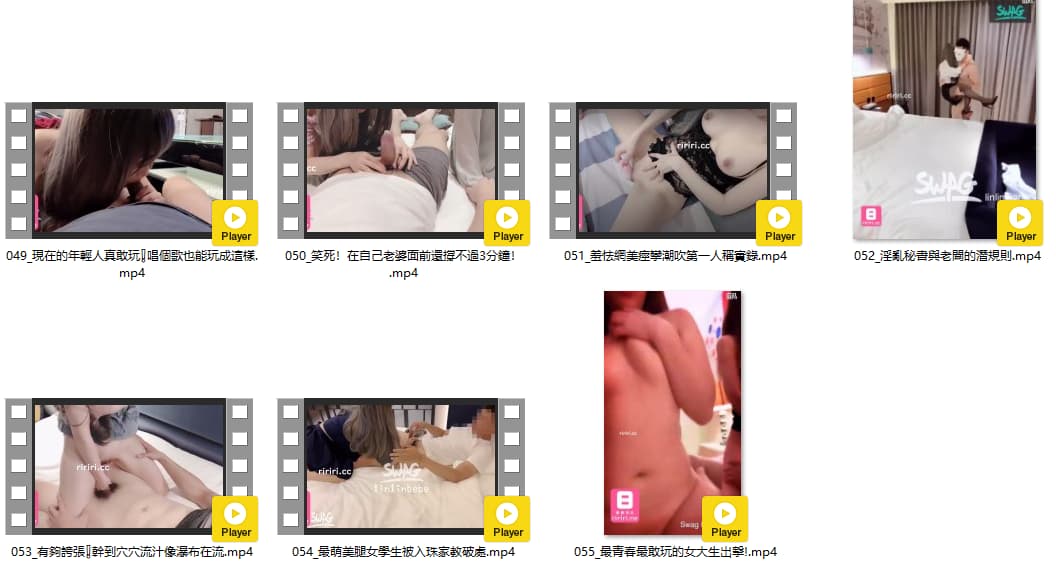 SWAG
ririri.cc
SWAG
linlin
cc
ririri.cc
Player
Player
Player
Player
049_現在的年輕人真敢玩‖唱個歌也能玩成這樣.
mp4
050_笑死！在自己老婆面前還撐不過3分鐘！
.mp4
051_羞怯網美痙攣潮吹第一人稱實錄.mp4
052_淫亂秘書與老闆的潛規則.mp4
ririri.cc
ririri.cc
SWAG
linlinbebe
SWAG
ririri.cc
Swag
Player
Player
Player
053_有夠誇張‖幹到穴穴流汁像瀑布在流.mp4
054_最萌美腿女學生被入珠家教破處.mp4
055_最青春最敢玩的女大生出擊!.mp4